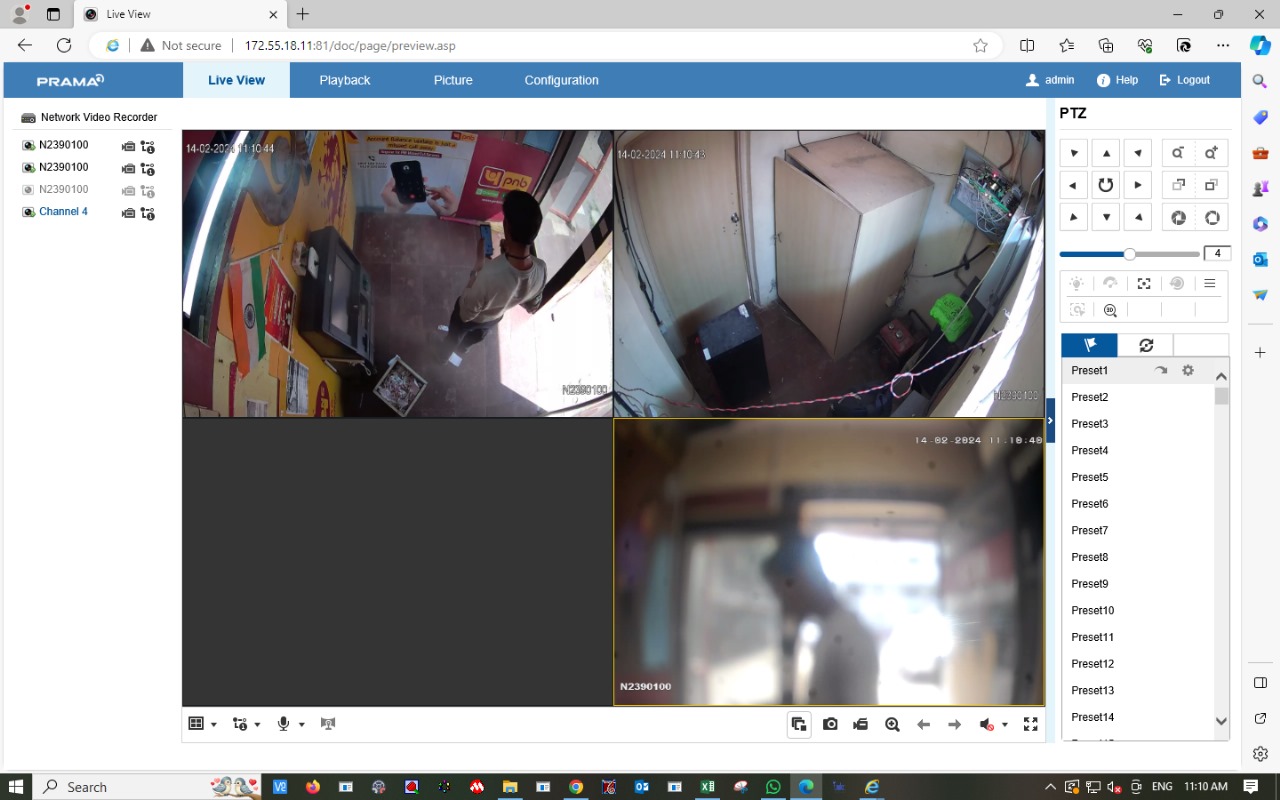 Live View
Not secure
172.55.18.11:81/doc/page/preview.asp
PRAMA
Live View
Playback
Picture
Configuration
admin
Help
Logout
Network Video Recorder
N2390100
N2390100
N2390100
Channel 4
14-02-2024 11:10:44
pnb
N2390100
14-02-2024 11:10:43
N2390100
14-02-2024 11:10:40
N2390100
PTZ
4
3D
Preset1
Preset2
Preset3
Preset4
Preset5
Preset6
Preset7
Preset8
Preset9
Preset10
Preset11
Preset12
Preset13
Preset14
Search
ENG
11:10 AM